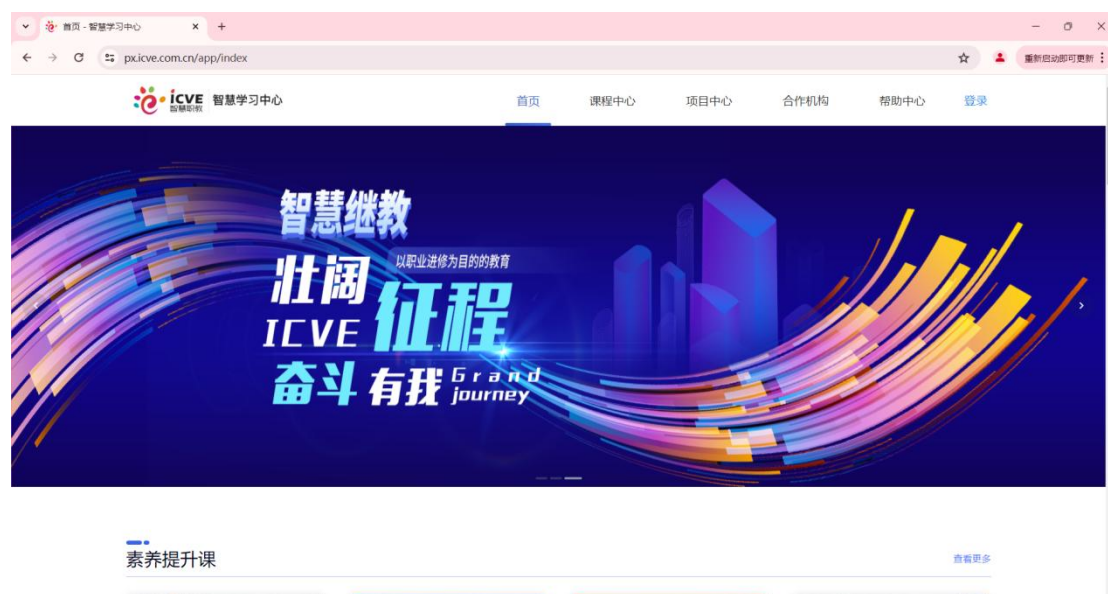 首页 - 智慧学习中心
px.icve.com.cn/app/index
重新启动即可更新
icve 智慧职教 智慧学习中心 首页 课程中心 项目中心 合作机构 帮助中心 登录
智慧继教
以职业进修为目的的教育
壮阔
征程
ICVE
奋斗 有我 Grand
journey
素养提升课 查看更多